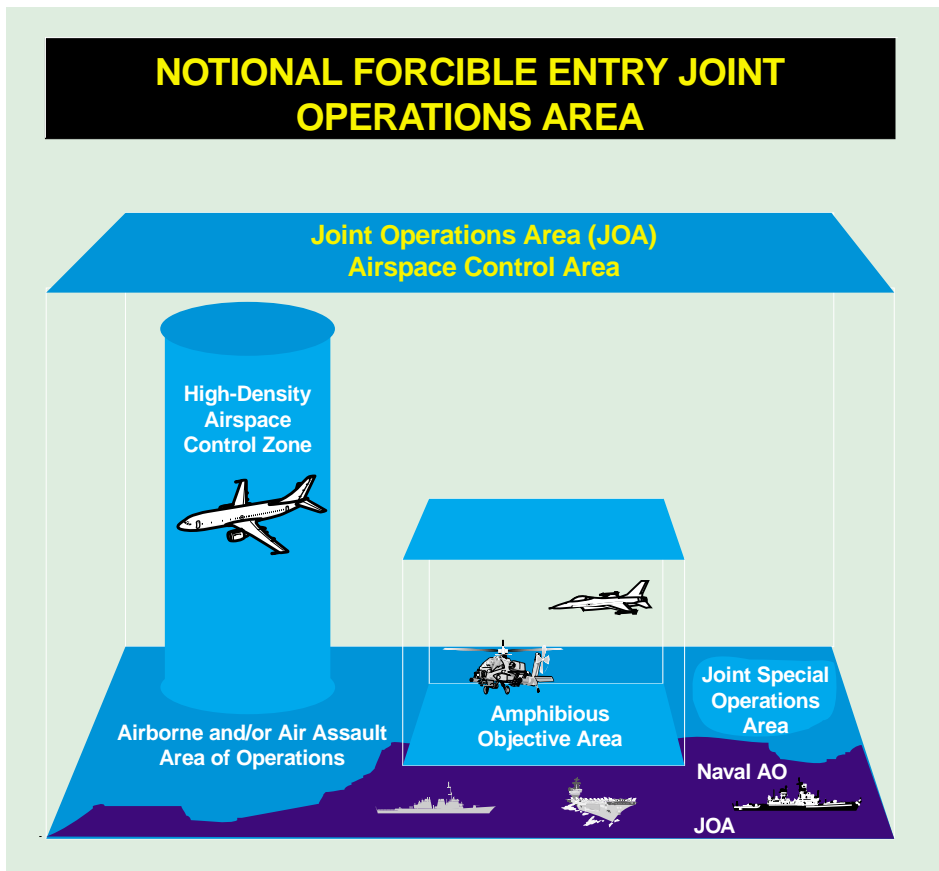 NOTIONAL FORCIBLE ENTRY JOINT
OPERATIONS AREA
Joint Operations Area (JOA)
Airspace Control Area
High-Density
Airspace
Control Zone
Joint Special
Operations
Area
Amphibious
Objective Area
Airborne and/or Air Assault
Area of Operations
Naval AO
JOA